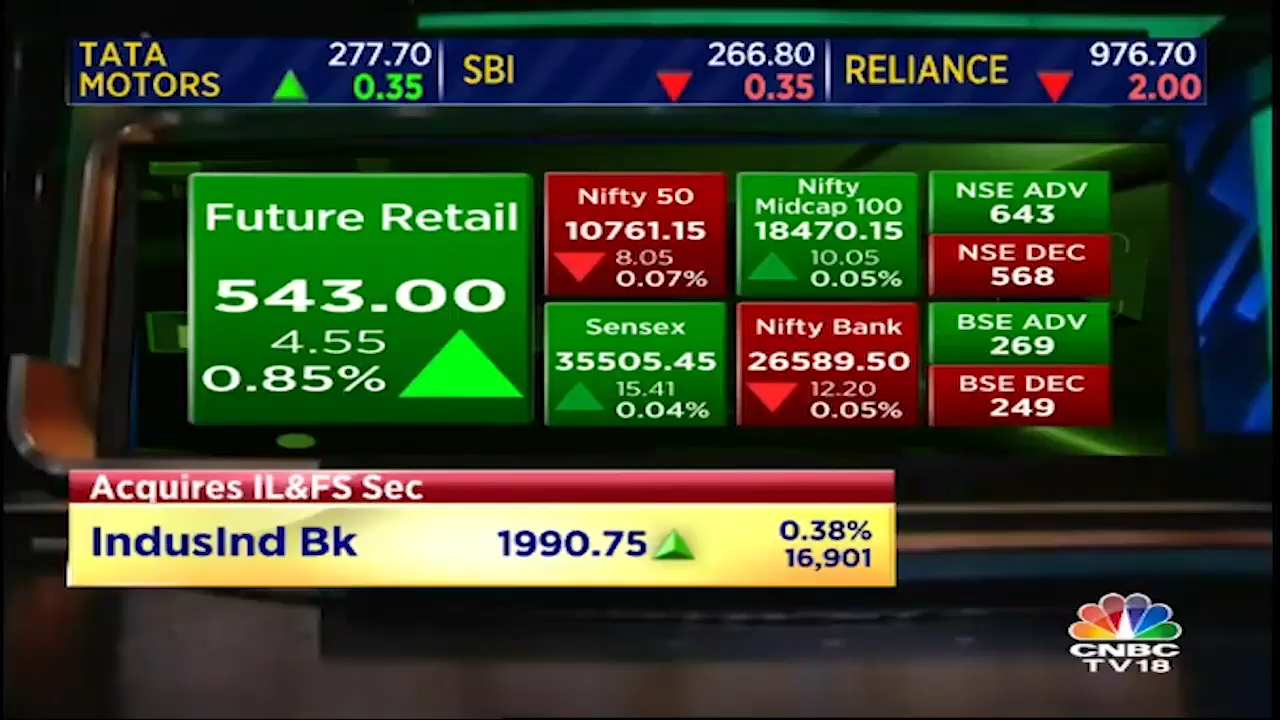 TATA
MOTORS
277.70
0.35
SBI
266.80
0.35
RELIANCE
976.70
2.00
Future Retail
543.00
4.55
0.85%
Nifty 50
10761.15
8.05
0.07%
Nifty
Midcap 100
18470.15
10.05
0.05%
NSE ADV
643
NSE DEC
568
Sensex
35505.45
15.41
0.04%
Nifty Bank
26589.50
12.20
0.05%
BSE ADV
269
BSE DEC
249
Acquires IL&FS Sec
IndusInd Bk
1990.75
0.38%
16,901
CNBC
TV18